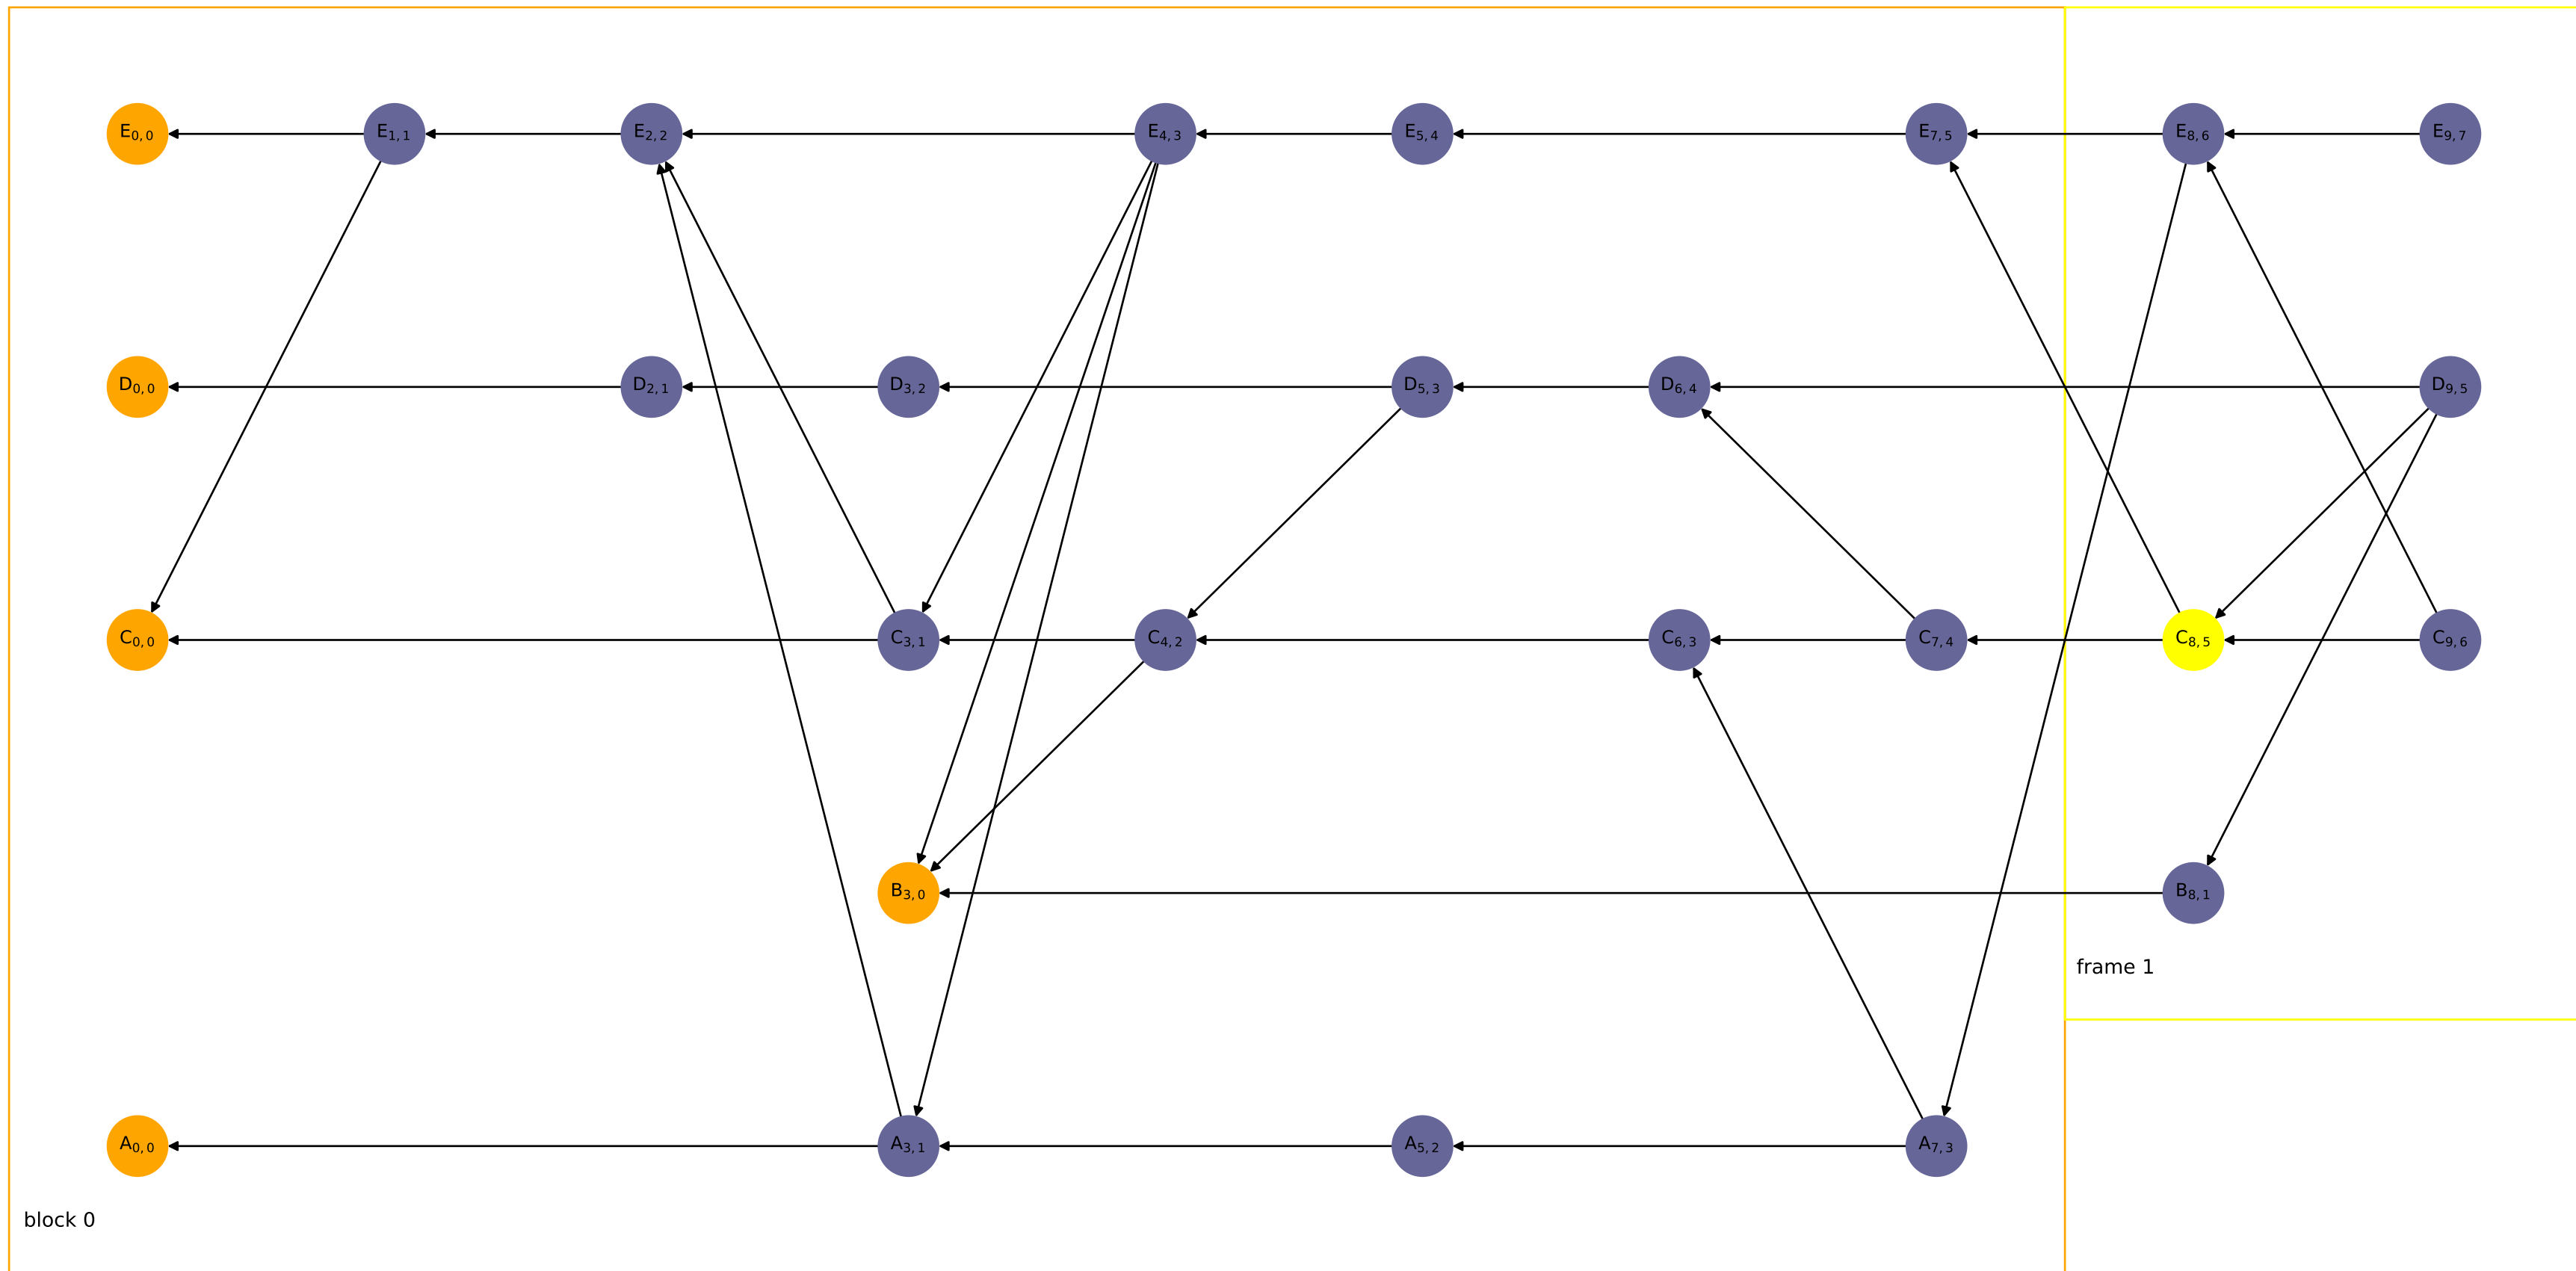 E0,0 E1,1 E2,2 E4,3 E5,4 E7,5 E8,6 E9,7
D0,0 D2,1 D3,2 D5,3 D6,4 D9,5
C0,0 C3,1 C4,2 C6,3 C7,4 C8,5 C9,6
B3,0 B8,1
frame 1
A0,0 A3,1 A5,2 A7,3
block 0